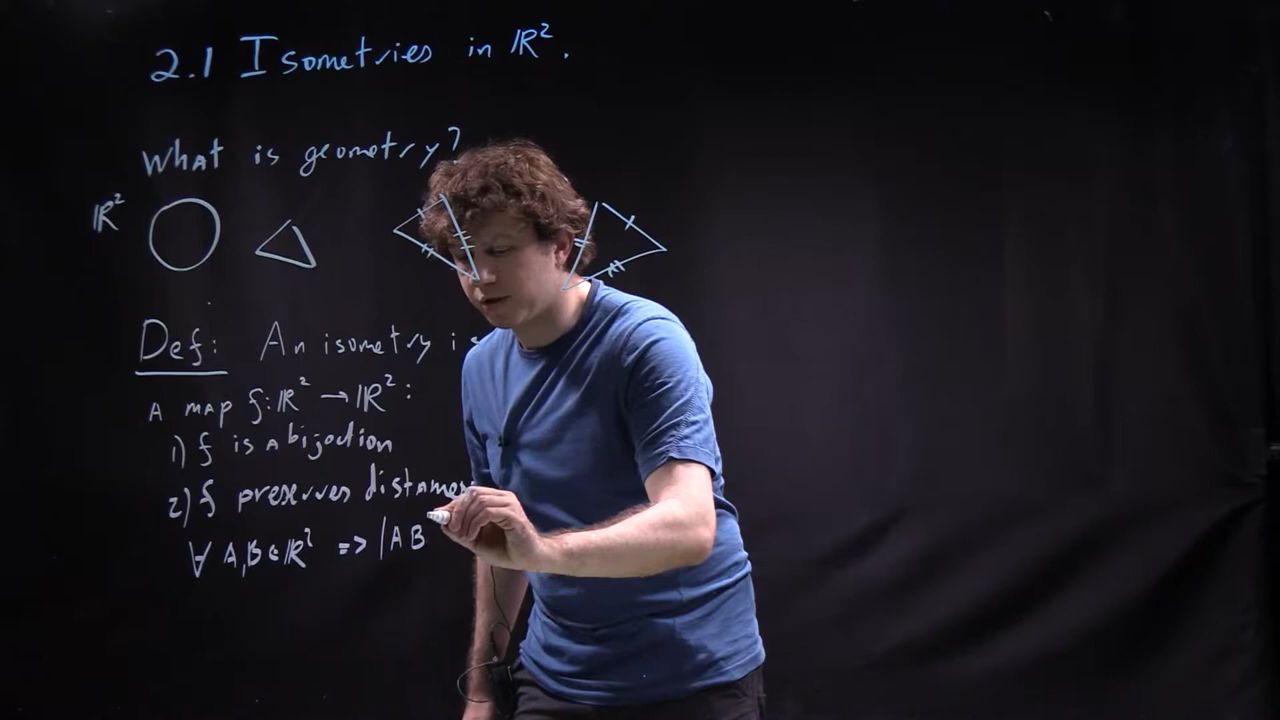 2.1 Isometries in ℝ².
What is geometry?
ℝ²
Def: An isometry is
A map f: ℝ² → ℝ²:
1) f is a bijection
2) f preserves distances
∀ A,B ∈ ℝ² => |AB